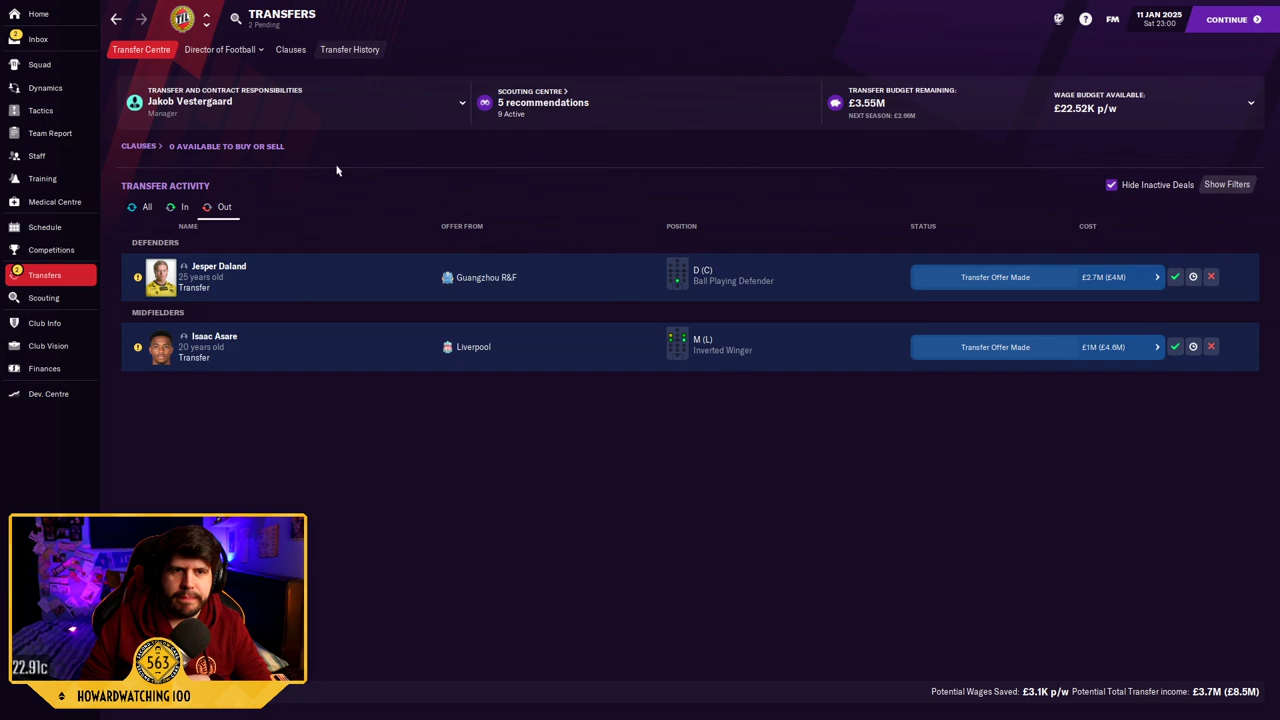 Home
2
Inbox
Squad
Dynamics
Tactics
Team Report
Staff
Training
Medical Centre
Schedule
Competitions
2
Transfers
Scouting
Club Info
Club Vision
Finances
Dev. Centre
TIL
TRANSFERS
2 Pending
?
FM
11 JAN 2025
Sat 23:00
CONTINUE
Transfer Centre
Director of Football
Clauses
Transfer History
TRANSFER AND CONTRACT RESPONSIBILITIES
Jakob Vestergaard
Manager
SCOUTING CENTRE >
5 recommendations
9 Active
TRANSFER BUDGET REMAINING:
£3.55M
NEXT SEASON: £2.66M
WAGE BUDGET AVAILABLE:
£22.52K p/w
CLAUSES > 0 AVAILABLE TO BUY OR SELL
TRANSFER ACTIVITY
Hide Inactive Deals
Show Filters
All
In
Out
NAME OFFER FROM POSITION STATUS COST
DEFENDERS
Jesper Daland
25 years old
Transfer
Guangzhou R&F
D (C)
Ball Playing Defender
Transfer Offer Made
£2.7M (£4M)
MIDFIELDERS
Isaac Asare
20 years old
Transfer
Liverpool
M (L)
Inverted Winger
Transfer Offer Made
£1M (£4.6M)
22.91c
563
HOWARDWATCHING 100
Potential Wages Saved: £3.1K p/w Potential Total Transfer income: £3.7M (£8.5M)